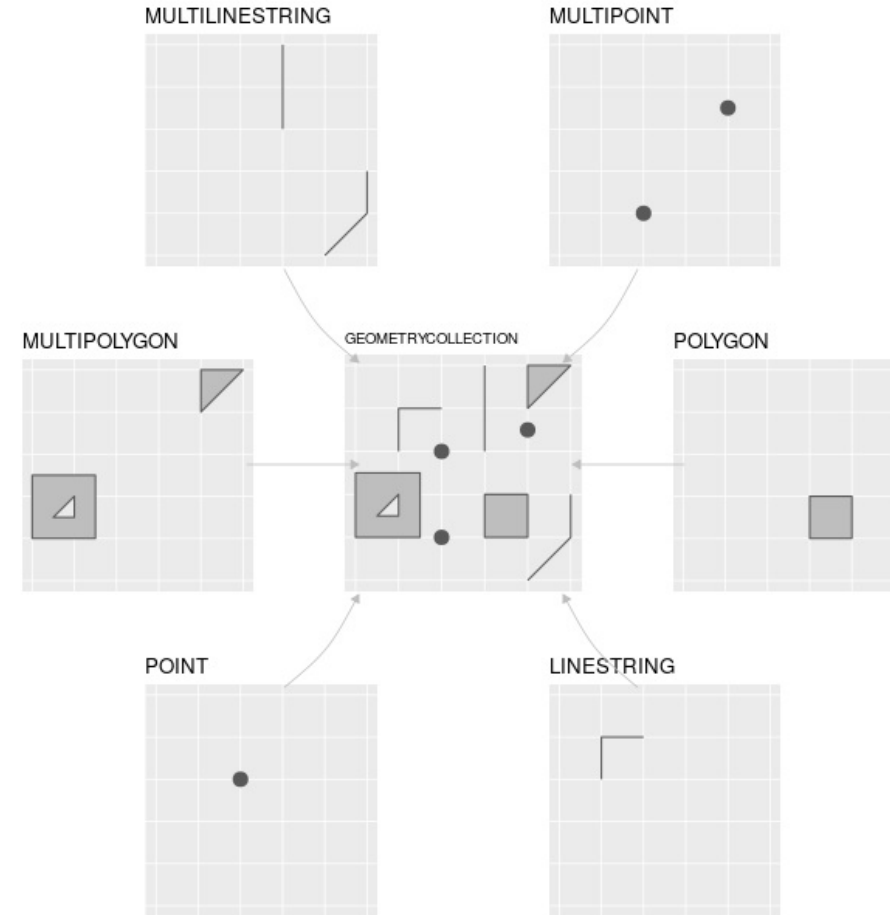 MULTILINESTRING
MULTIPOINT
MULTIPOLYGON
GEOMETRYCOLLECTION
POLYGON
POINT
LINESTRING